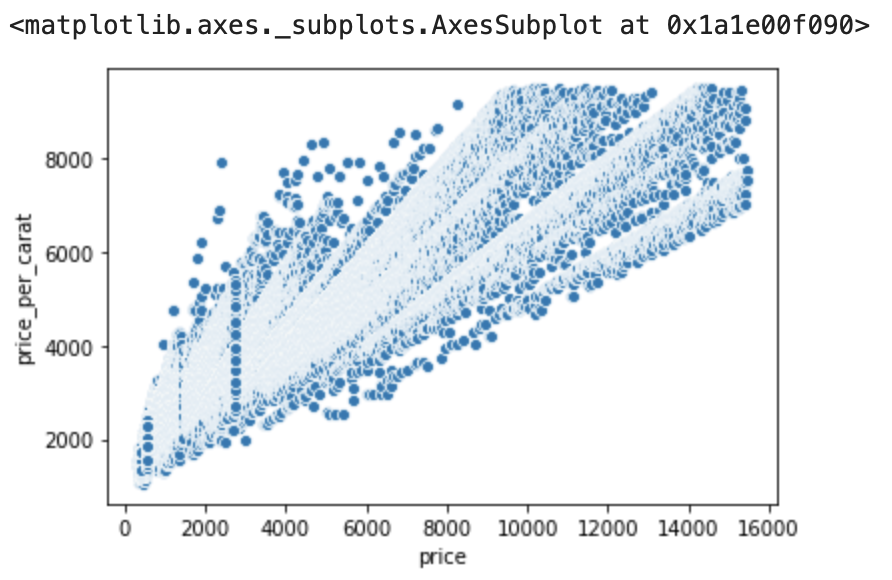 <matplotlib.axes._subplots.AxesSubplot at 0x1a1e00f090>
8000
6000
4000
2000
price_per_carat
0 2000 4000 6000 8000 10000 12000 14000 16000
price